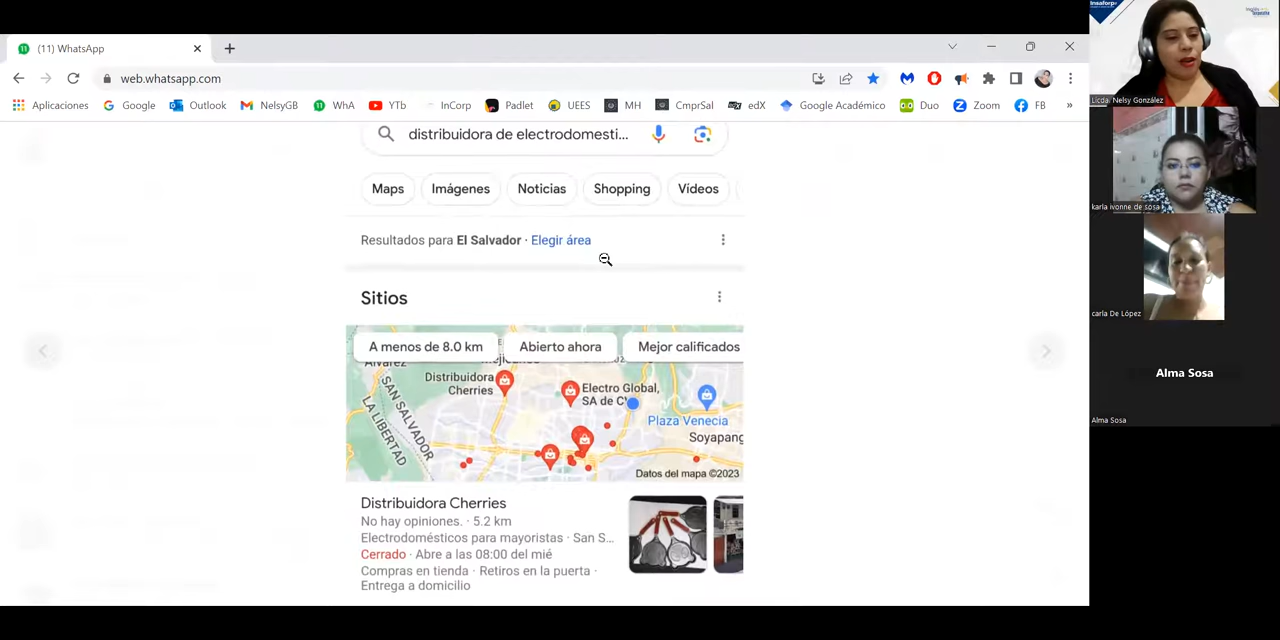 (11) WhatsApp
web.whatsapp.com
Aplicaciones Google Outlook NelsyGB WhA YTb InCorp Padlet UEES MH CmprSal edX Google Académico Duo Zoom FB »
distribuidora de electrodomesti...
Maps Imágenes Noticias Shopping Vídeos
Resultados para El Salvador · Elegir área
Sitios
A menos de 8.0 km Abierto ahora Mejor calificados
Distribuidora
Cherries
Electro Global,
SA de CV
Plaza Venecia
Soyapang
SAN SALVADOR
LA LIBERTAD
Datos del mapa ©2023
Distribuidora Cherries
No hay opiniones. · 5.2 km
Electrodomésticos para mayoristas · San S...
Cerrado · Abre a las 08:00 del mié
Compras en tienda · Retiros en la puerta ·
Entrega a domicilio
Insaforp
Licda. Nelsy González
karla ivonne de sosa
carla De López
Alma Sosa
Alma Sosa